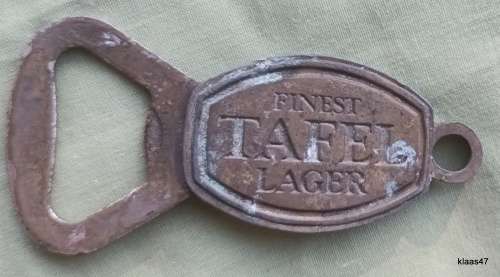 FINEST
TAFEL
LAGER
klaas47